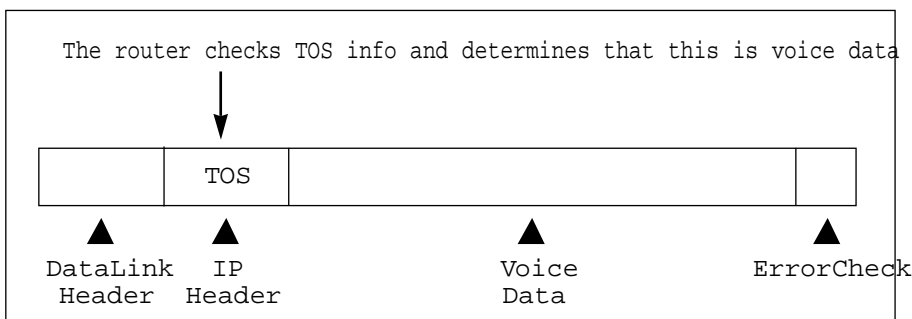 The router checks TOS info and determines that this is voice data
TOS
DataLink Header
IP Header
Voice Data
ErrorCheck